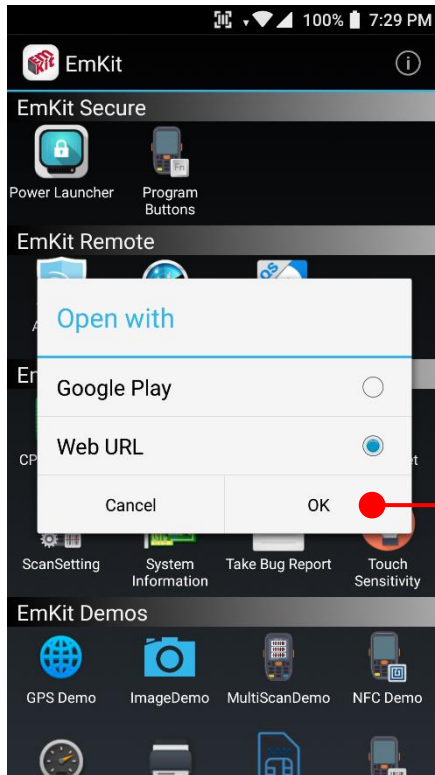 100% 7:29 PM
EmKit
EmKit Secure
Power Launcher
Program
Buttons
Fn
EmKit Remote
Open with
Google Play
Web URL
Cancel
OK
ScanSetting
System
Information
Take Bug Report
Touch
Sensitivity
EmKit Demos
GPS Demo
ImageDemo
MultiScanDemo
NFC Demo